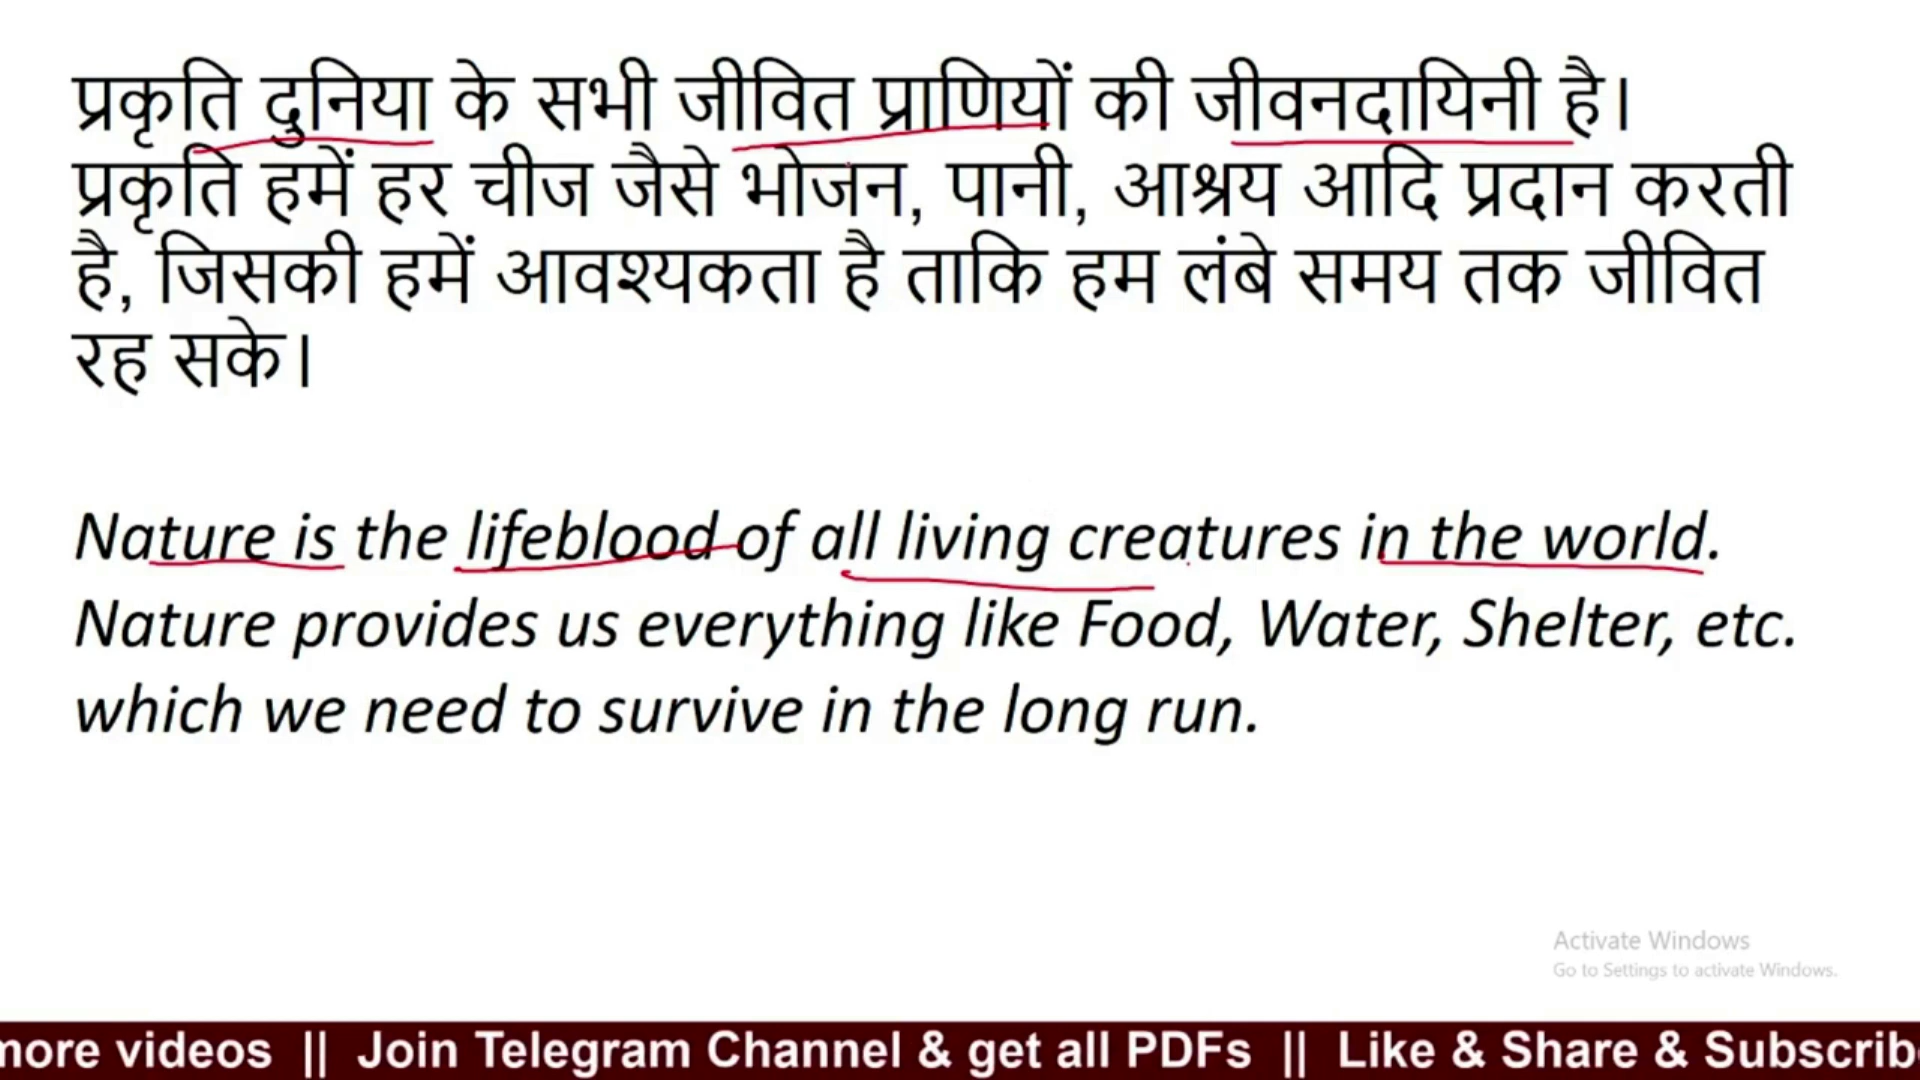 प्रकृति दुनिया के सभी जीवित प्राणियों की जीवनदायिनी है।
प्रकृति हमें हर चीज जैसे भोजन, पानी, आश्रय आदि प्रदान करती
है, जिसकी हमें आवश्यकता है ताकि हम लंबे समय तक जीवित
रह सके।
Nature is the lifeblood of all living creatures in the world.
Nature provides us everything like Food, Water, Shelter, etc.
which we need to survive in the long run.
Activate Windows
Go to Settings to activate Windows.
more videos || Join Telegram Channel & get all PDFs || Like & Share & Subscrib